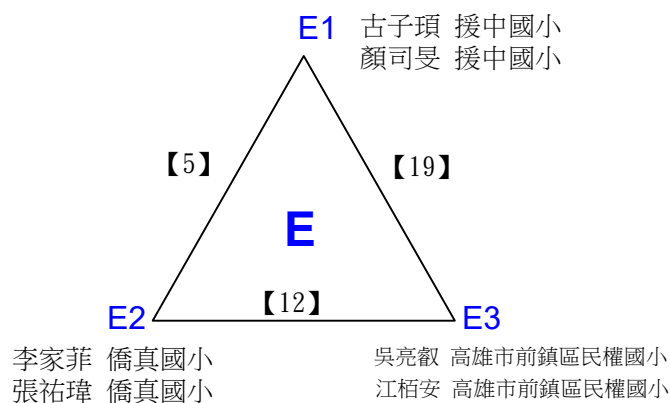 E1
古子頊 援中國小
顏司旻 援中國小
【5】
【19】
E
【12】
E2
E3
李家菲 僑真國小
張祐瑋 僑真國小
吳亮叡 高雄市前鎮區民權國小
江栢安 高雄市前鎮區民權國小